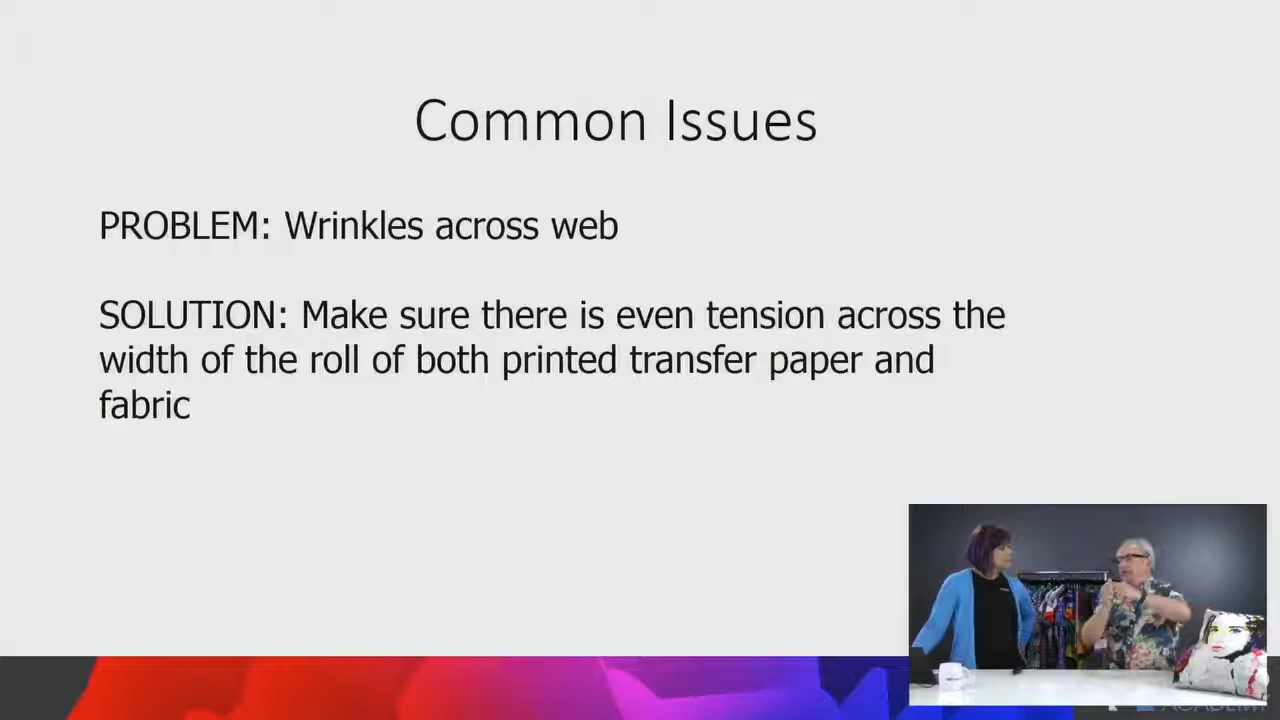 Common Issues
PROBLEM: Wrinkles across web
SOLUTION: Make sure there is even tension across the
width of the roll of both printed transfer paper and
fabric